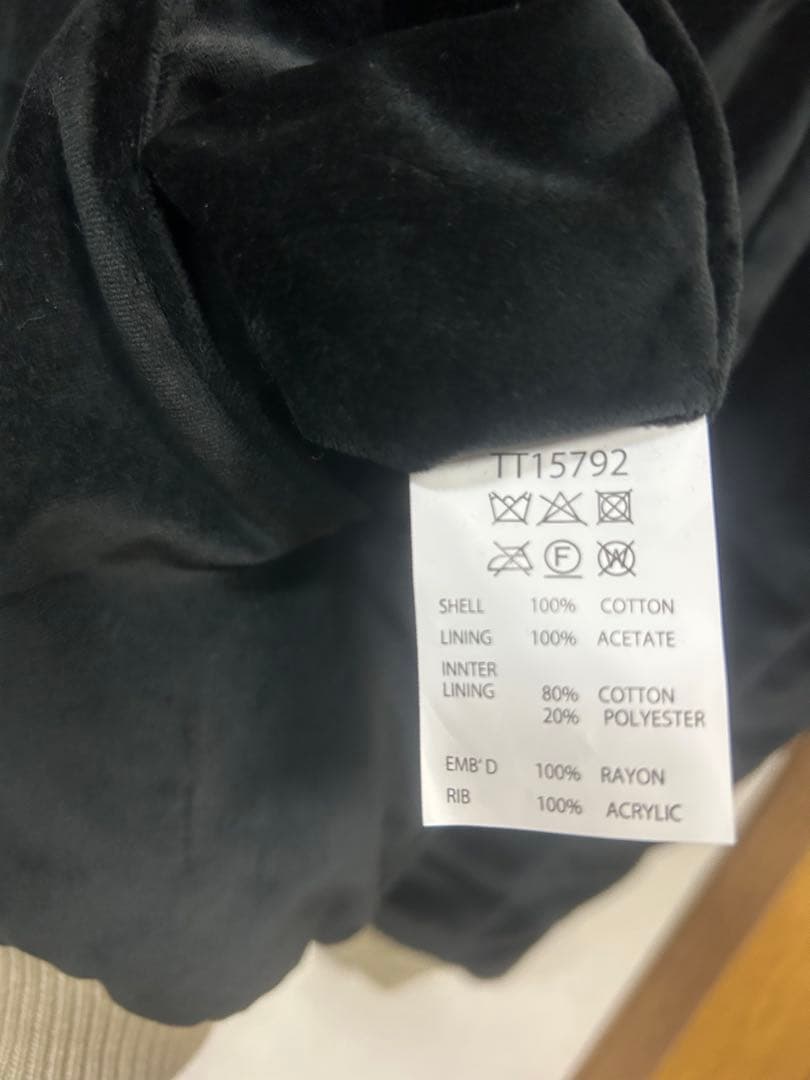 TT15792
F W
SHELL 100% COTTON
LINING 100% ACETATE
INNTER
LINING 80% COTTON
20% POLYESTER
EMB'D 100% RAYON
RIB 100% ACRYLIC